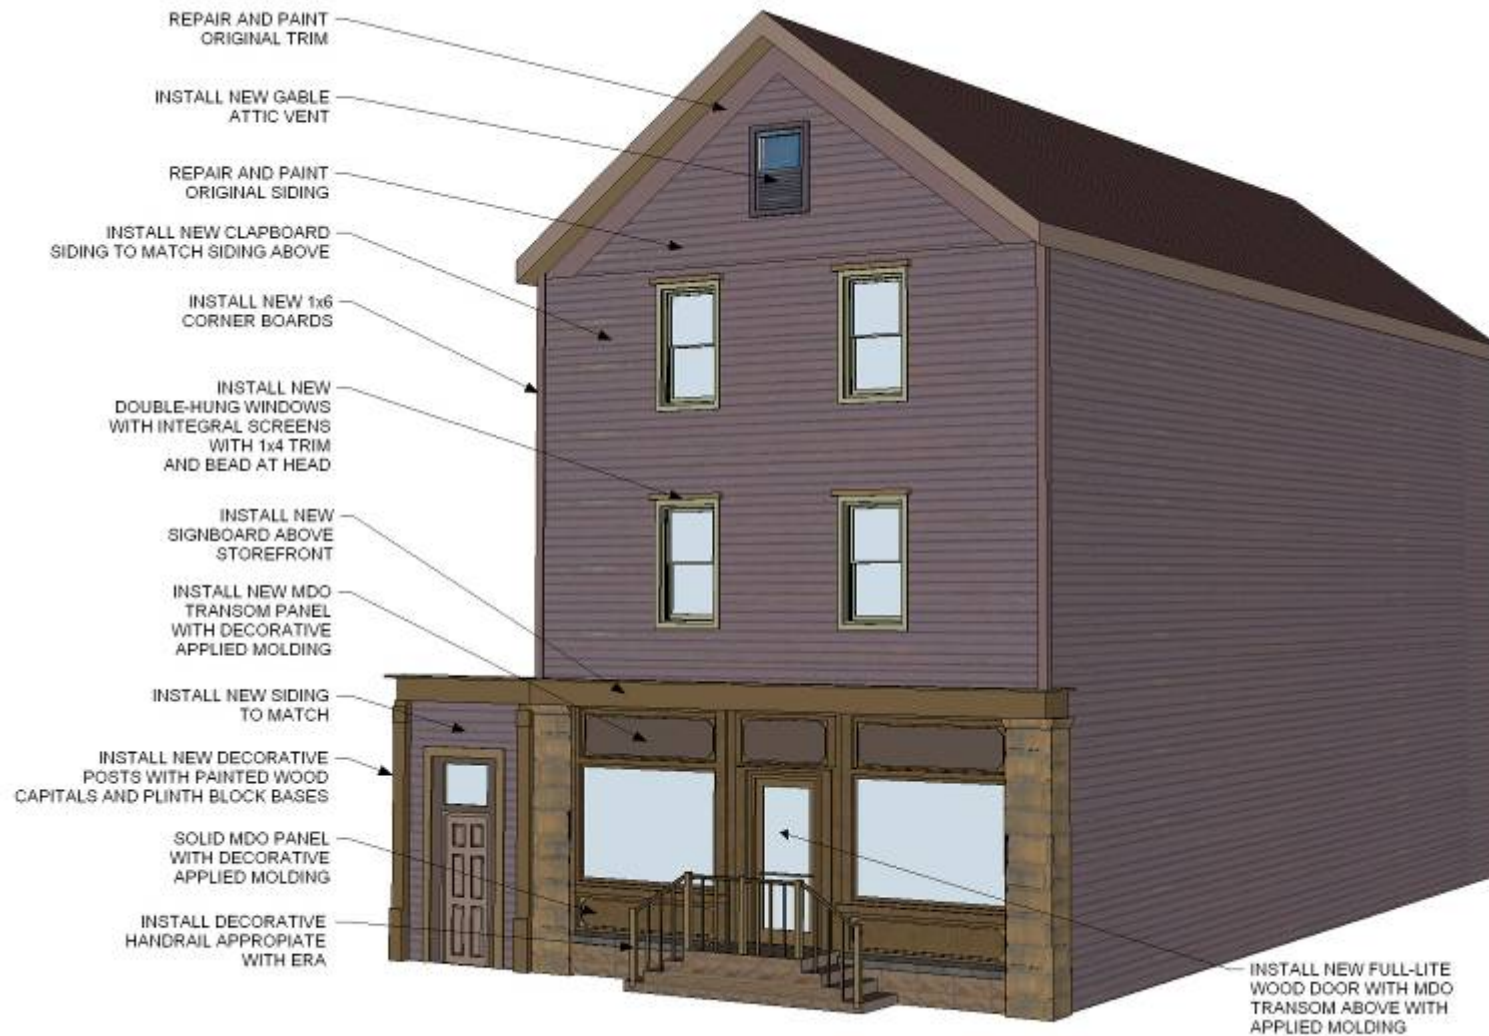 REPAIR AND PAINT
ORIGINAL TRIM
INSTALL NEW GABLE
ATTIC VENT
REPAIR AND PAINT
ORIGINAL SIDING
INSTALL NEW CLAPBOARD
SIDING TO MATCH SIDING ABOVE
INSTALL NEW 1x6
CORNER BOARDS
INSTALL NEW
DOUBLE-HUNG WINDOWS
WITH INTEGRAL SCREENS
WITH 1x4 TRIM
AND BEAD AT HEAD
INSTALL NEW
SIGNBOARD ABOVE
STOREFRONT
INSTALL NEW MDO
TRANSOM PANEL
WITH DECORATIVE
APPLIED MOLDING
INSTALL NEW SIDING
TO MATCH
INSTALL NEW DECORATIVE
POSTS WITH PAINTED WOOD
CAPITALS AND PLINTH BLOCK BASES
SOLID MDO PANEL
WITH DECORATIVE
APPLIED MOLDING
INSTALL DECORATIVE
HANDRAIL APPROPIATE
WITH ERA
INSTALL NEW FULL-LITE
WOOD DOOR WITH MDO
TRANSOM ABOVE WITH
APPLIED MOLDING